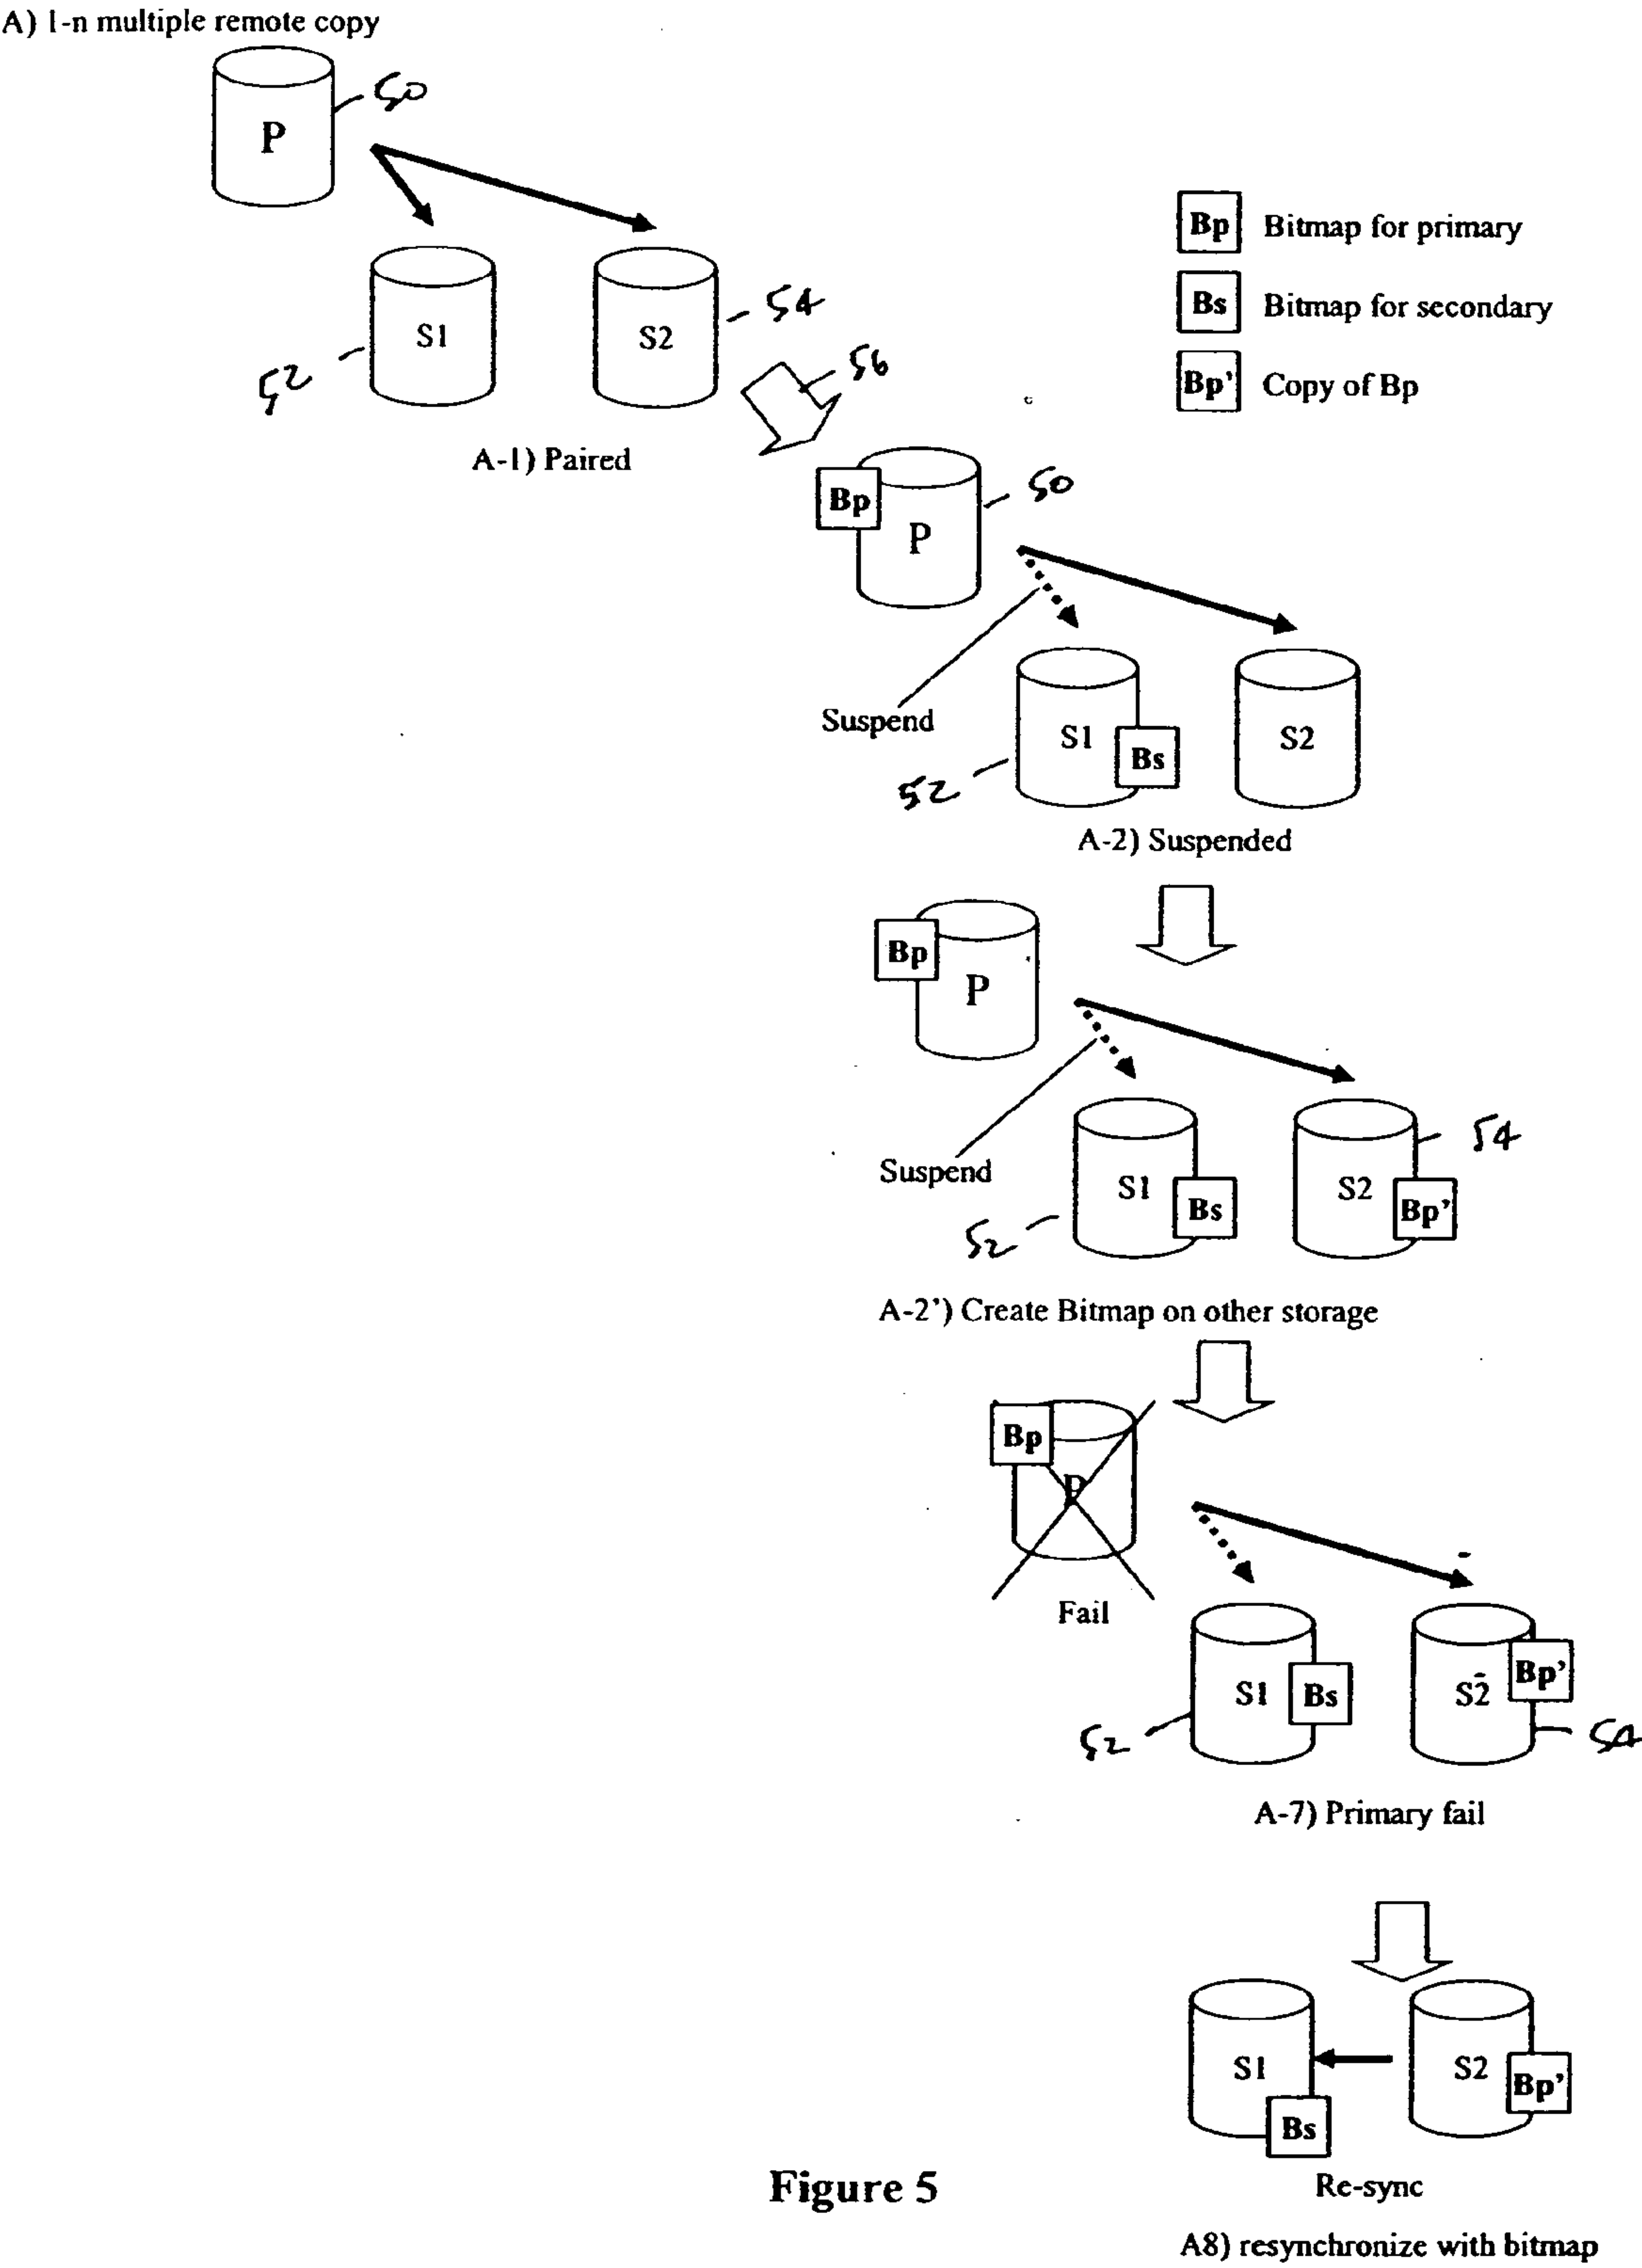 A) 1-n multiple remote copy
50
P
S1
S2
52
54
56
A-1) Paired
Bp Bitmap for primary
Bs Bitmap for secondary
Bp' Copy of Bp
Bp
P
50
Suspend
S1
Bs
S2
52
A-2) Suspended
Bp
P
Suspend
S1
Bs
S2
Bp'
52
54
A-2') Create Bitmap on other storage
Bp
P
Fail
S1
Bs
S2
Bp'
52
54
A-7) Primary fail
S1
Bs
S2
Bp'
Re-sync
Figure 5
A8) resynchronize with bitmap